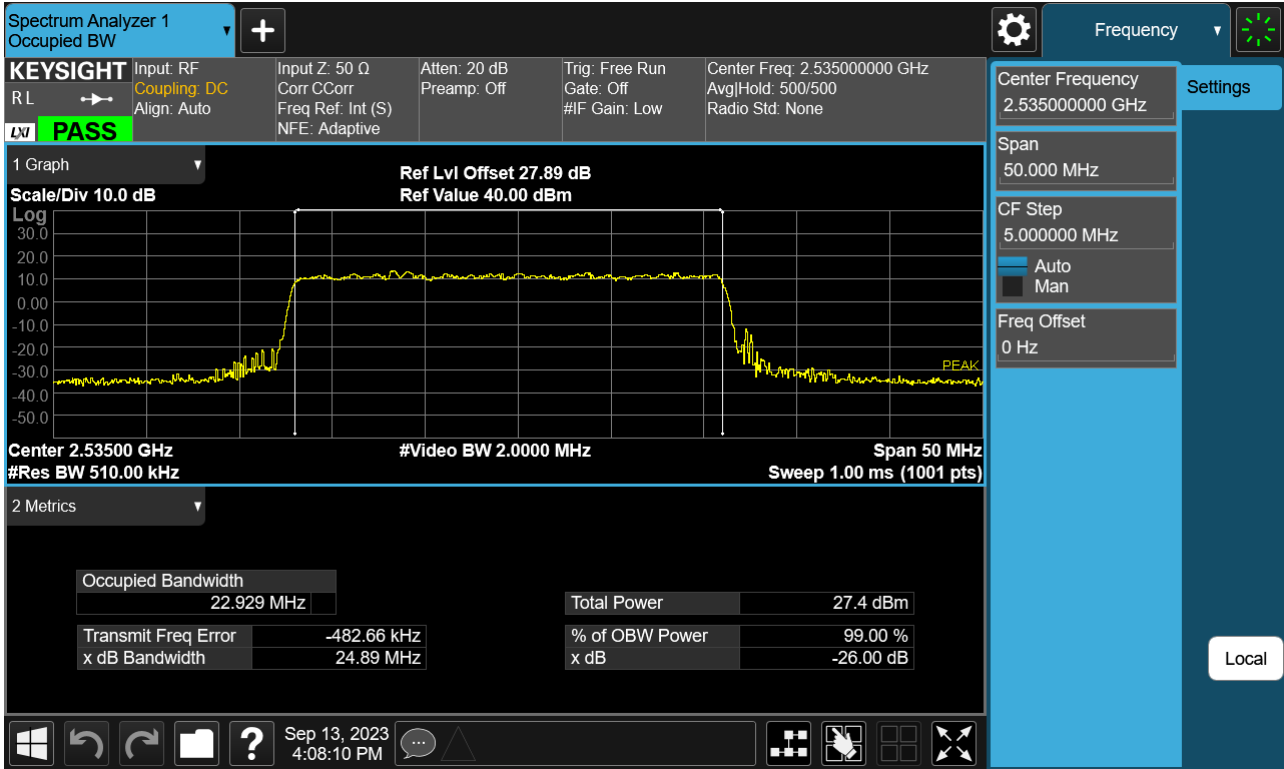 Spectrum Analyzer 1
Occupied BW
Frequency
KEYSIGHT
R L
LXI
PASS
Input: RF
Coupling: DC
Align: Auto
Input Z: 50 Ω
Corr CCorr
Freq Ref: Int (S)
NFE: Adaptive
Atten: 20 dB
Preamp: Off
Trig: Free Run
Gate: Off
#IF Gain: Low
Center Freq: 2.535000000 GHz
Avg|Hold: 500/500
Radio Std: None
Center Frequency
2.535000000 GHz
Settings
Span
50.000 MHz
CF Step
5.000000 MHz
Auto
Man
Freq Offset
0 Hz
Local
1 Graph
Scale/Div 10.0 dB
Ref Lvl Offset 27.89 dB
Ref Value 40.00 dBm
Log
30.0
20.0
10.0
0.00
-10.0
-20.0
-30.0
-40.0
-50.0
PEAK
Center 2.53500 GHz
#Video BW 2.0000 MHz
Span 50 MHz
#Res BW 510.00 kHz
Sweep 1.00 ms (1001 pts)
2 Metrics
Occupied Bandwidth
22.929 MHz
Total Power 27.4 dBm
Transmit Freq Error -482.66 kHz
% of OBW Power 99.00 %
x dB Bandwidth 24.89 MHz
x dB -26.00 dB
?
Sep 13, 2023
4:08:10 PM